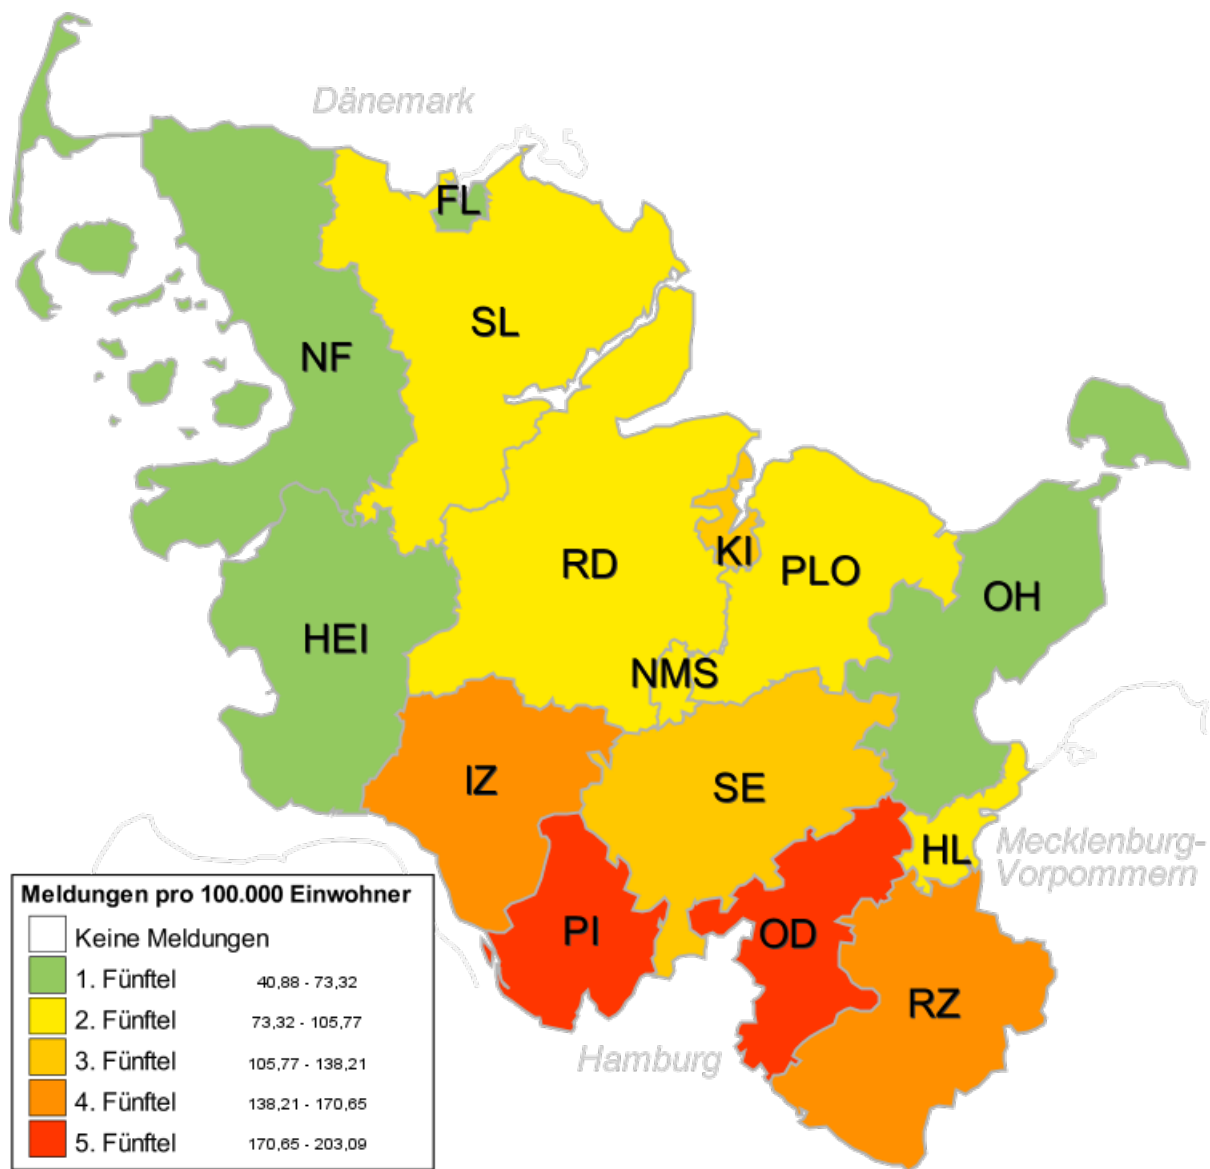 Dänemark
FL
SL
NF
RD
KI
PLO
OH
HEI
NMS
IZ
SE
HL
Mecklenburg-
Vorpommern
PI
OD
RZ
Hamburg
Meldungen pro 100.000 Einwohner
Keine Meldungen
1. Fünftel 40,88 - 73,32
2. Fünftel 73,32 - 105,77
3. Fünftel 105,77 - 138,21
4. Fünftel 138,21 - 170,65
5. Fünftel 170,65 - 203,09